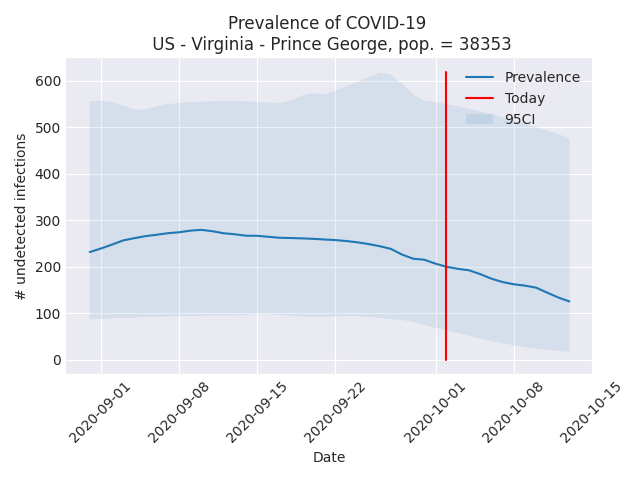 Prevalence of COVID-19
US - Virginia - Prince George, pop. = 38353
600
500
400
300
200
100
0
# undetected infections
Prevalence
Today
95CI
2020-09-01
2020-09-08
2020-09-15
2020-09-22
2020-10-01
2020-10-08
2020-10-15
Date